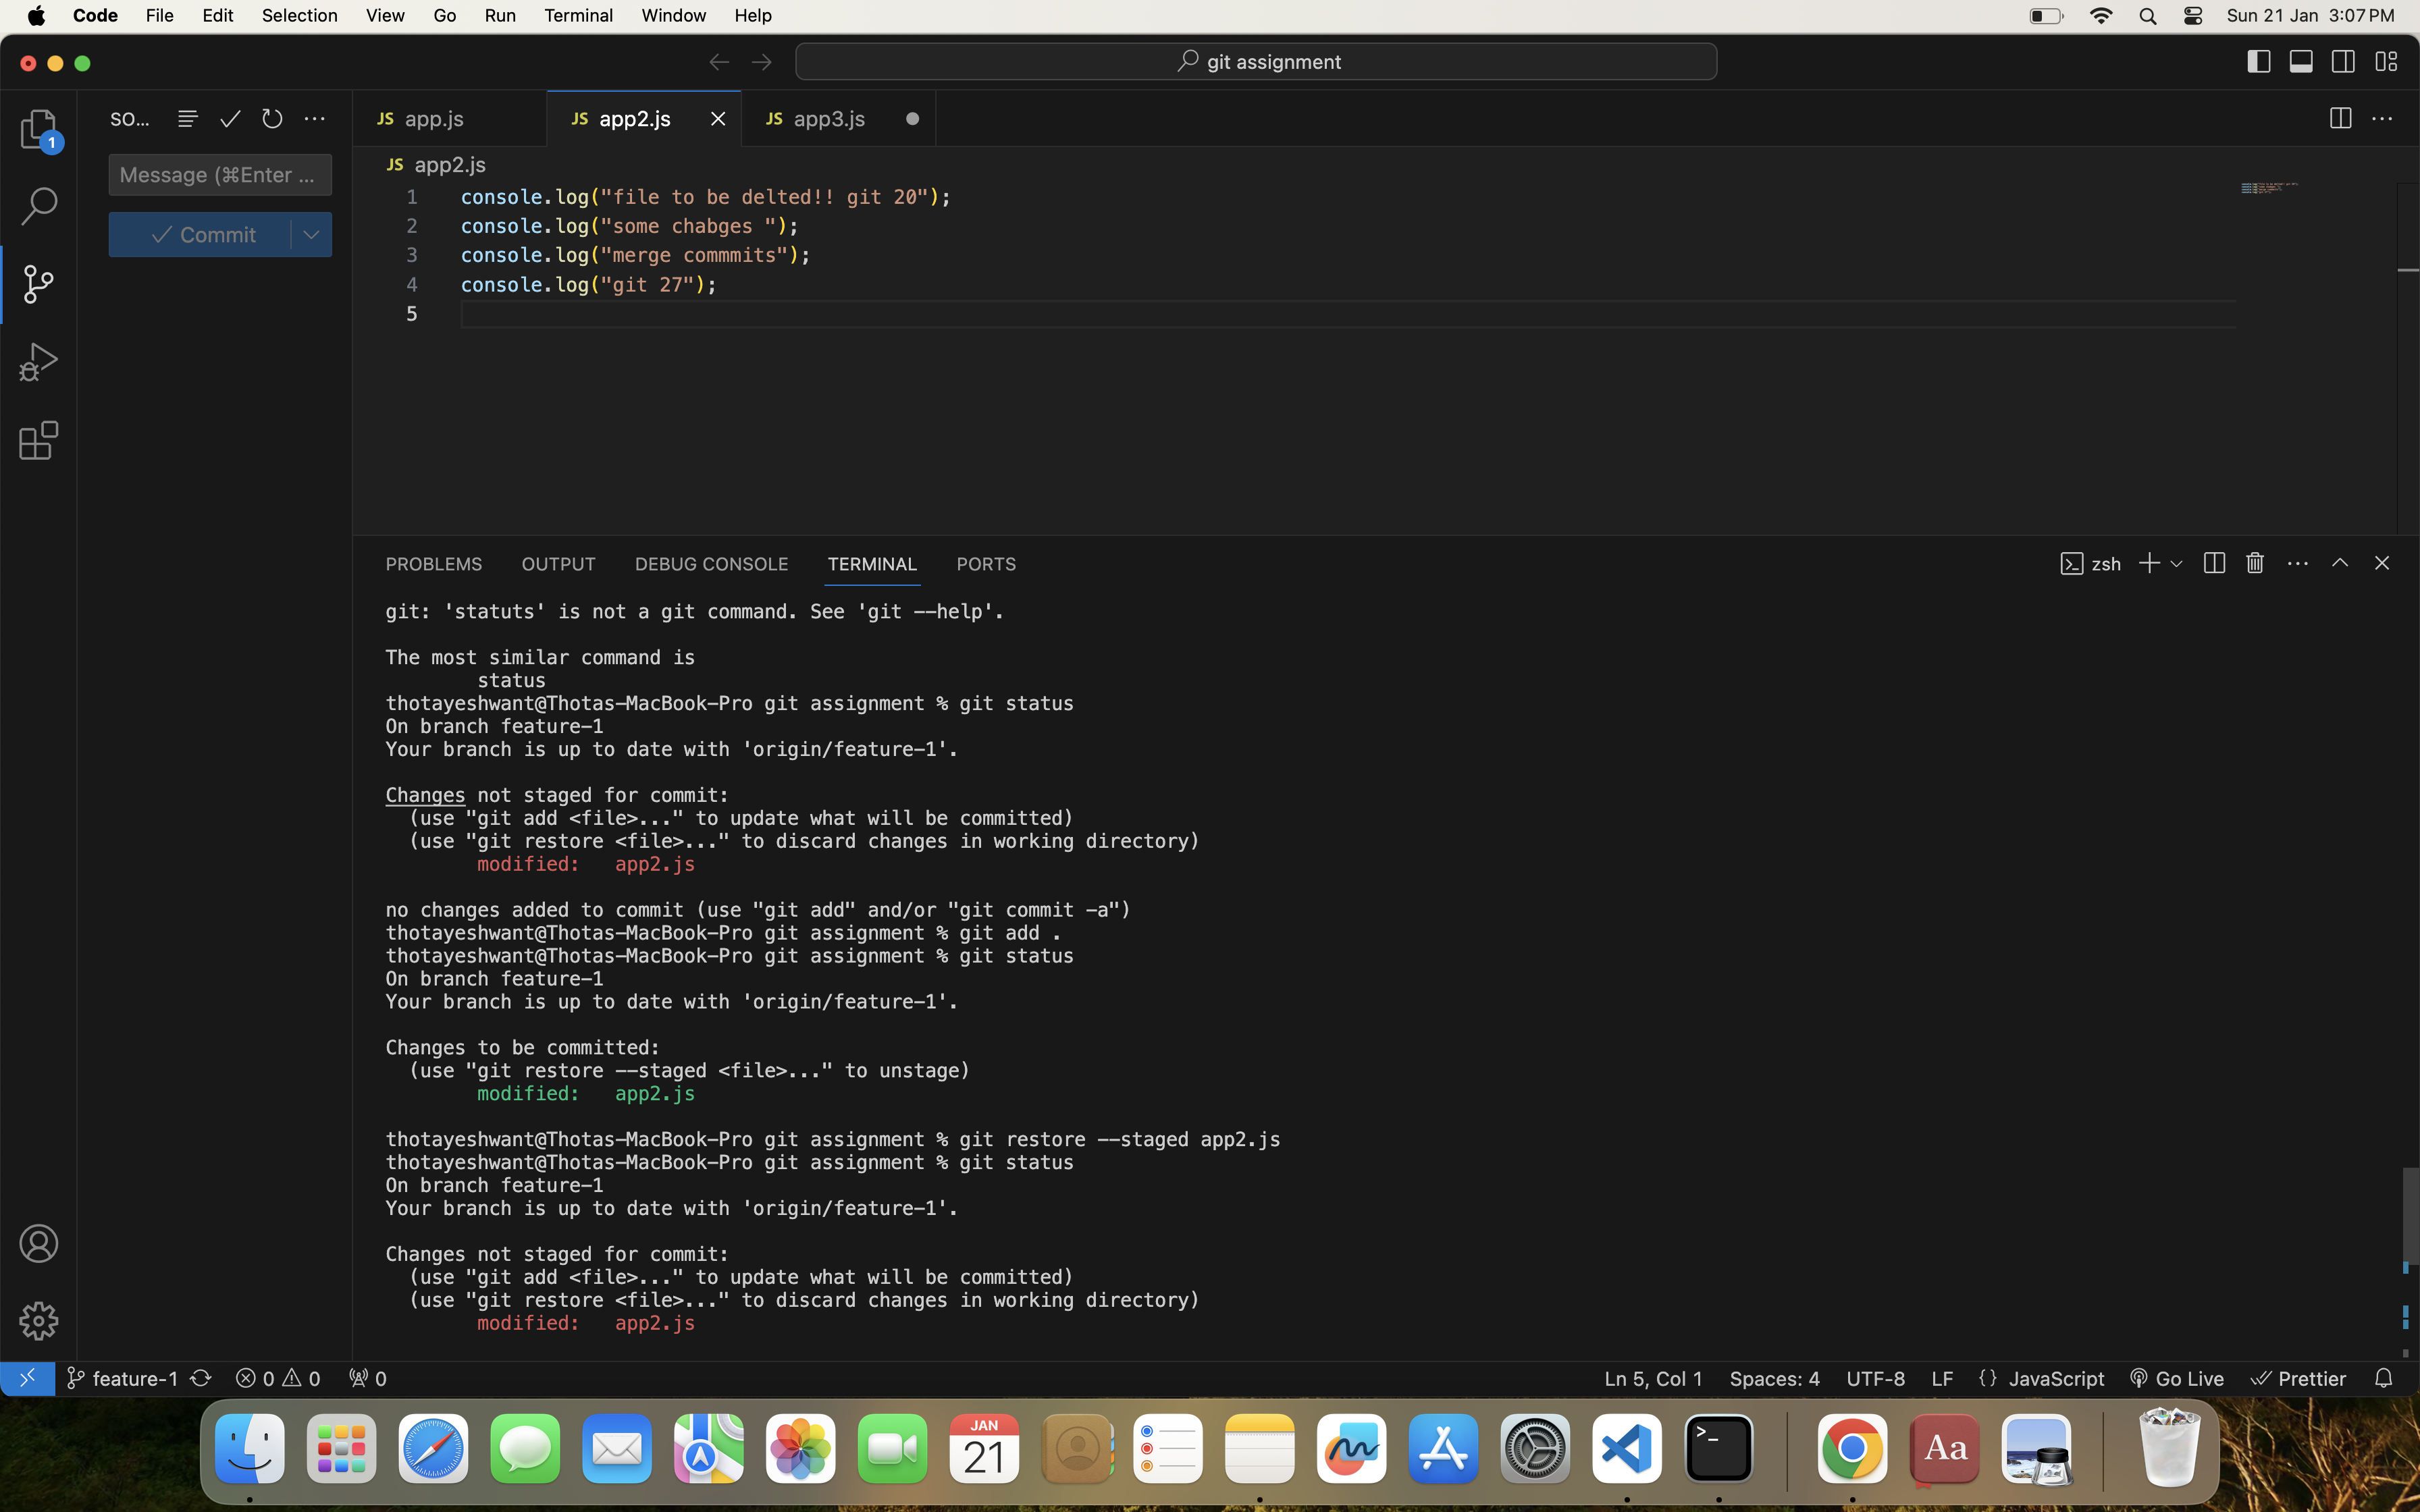 Code File Edit Selection View Go Run Terminal Window Help Sun 21 Jan 3:07 PM
git assignment
SO...
JS app.js JS app2.js JS app3.js
1
Message (⌘Enter ...
Commit
JS app2.js
1 console.log("file to be delted!! git 20");
2 console.log("some chabges ");
3 console.log("merge commmits");
4 console.log("git 27");
5
PROBLEMS OUTPUT DEBUG CONSOLE TERMINAL PORTS zsh
git: 'statuts' is not a git command. See 'git --help'.
The most similar command is
status
thotayeshwant@Thotas-MacBook-Pro git assignment % git status
On branch feature-1
Your branch is up to date with 'origin/feature-1'.
Changes not staged for commit:
(use "git add <file>..." to update what will be committed)
(use "git restore <file>..." to discard changes in working directory)
modified: app2.js
no changes added to commit (use "git add" and/or "git commit -a")
thotayeshwant@Thotas-MacBook-Pro git assignment % git add .
thotayeshwant@Thotas-MacBook-Pro git assignment % git status
On branch feature-1
Your branch is up to date with 'origin/feature-1'.
Changes to be committed:
(use "git restore --staged <file>..." to unstage)
modified: app2.js
thotayeshwant@Thotas-MacBook-Pro git assignment % git restore --staged app2.js
thotayeshwant@Thotas-MacBook-Pro git assignment % git status
On branch feature-1
Your branch is up to date with 'origin/feature-1'.
Changes not staged for commit:
(use "git add <file>..." to update what will be committed)
(use "git restore <file>..." to discard changes in working directory)
modified: app2.js
feature-1 0 0 0 Ln 5, Col 1 Spaces: 4 UTF-8 LF {} JavaScript Go Live Prettier
JAN
21
>_
Aa